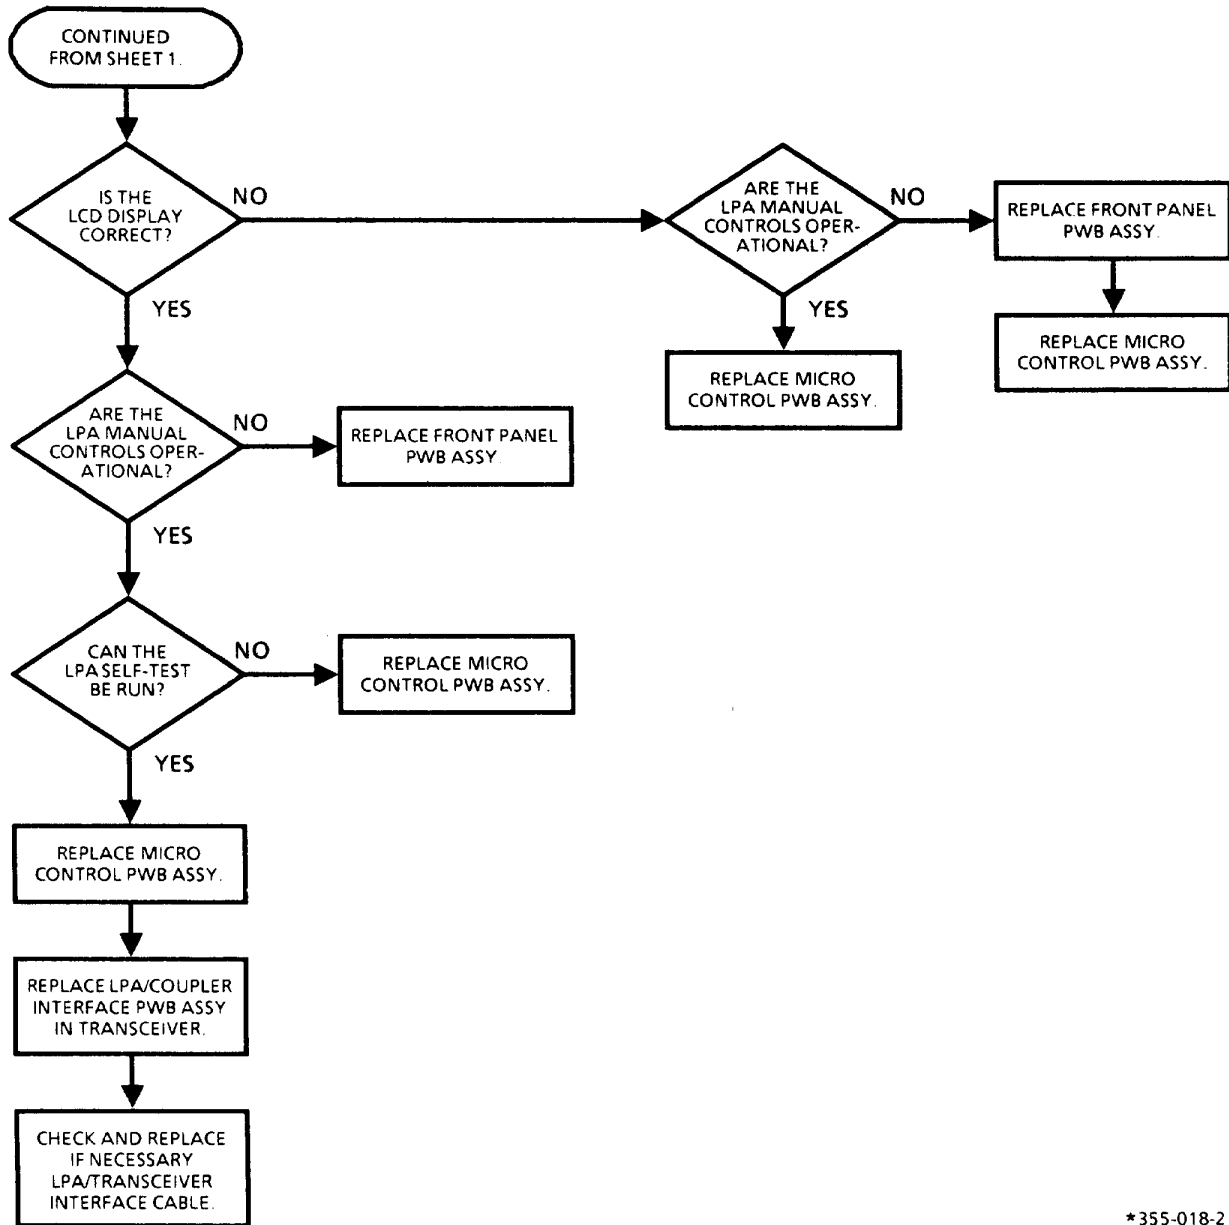 CONTINUED
FROM SHEET 1.
IS THE
LCD DISPLAY
CORRECT?
NO
YES
ARE THE
LPA MANUAL
CONTROLS OPER-
ATIONAL?
NO
YES
REPLACE FRONT PANEL
PWB ASSY.
REPLACE MICRO
CONTROL PWB ASSY.
REPLACE MICRO
CONTROL PWB ASSY.
ARE THE
LPA MANUAL
CONTROLS OPER-
ATIONAL?
NO
YES
REPLACE FRONT PANEL
PWB ASSY.
CAN THE
LPA SELF-TEST
BE RUN?
NO
YES
REPLACE MICRO
CONTROL PWB ASSY.
REPLACE MICRO
CONTROL PWB ASSY.
REPLACE LPA/COUPLER
INTERFACE PWB ASSY
IN TRANSCEIVER.
CHECK AND REPLACE
IF NECESSARY
LPA/TRANSCEIVER
INTERFACE CABLE.
*355-018-2